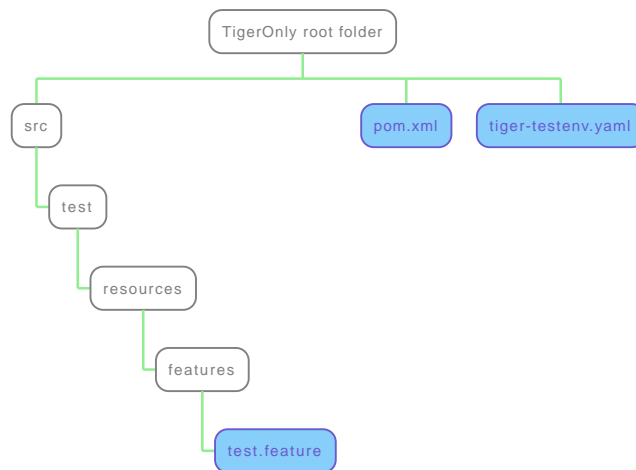 TigerOnly root folder
src
pom.xml
tiger-testenv.yaml
test
resources
features
test.feature